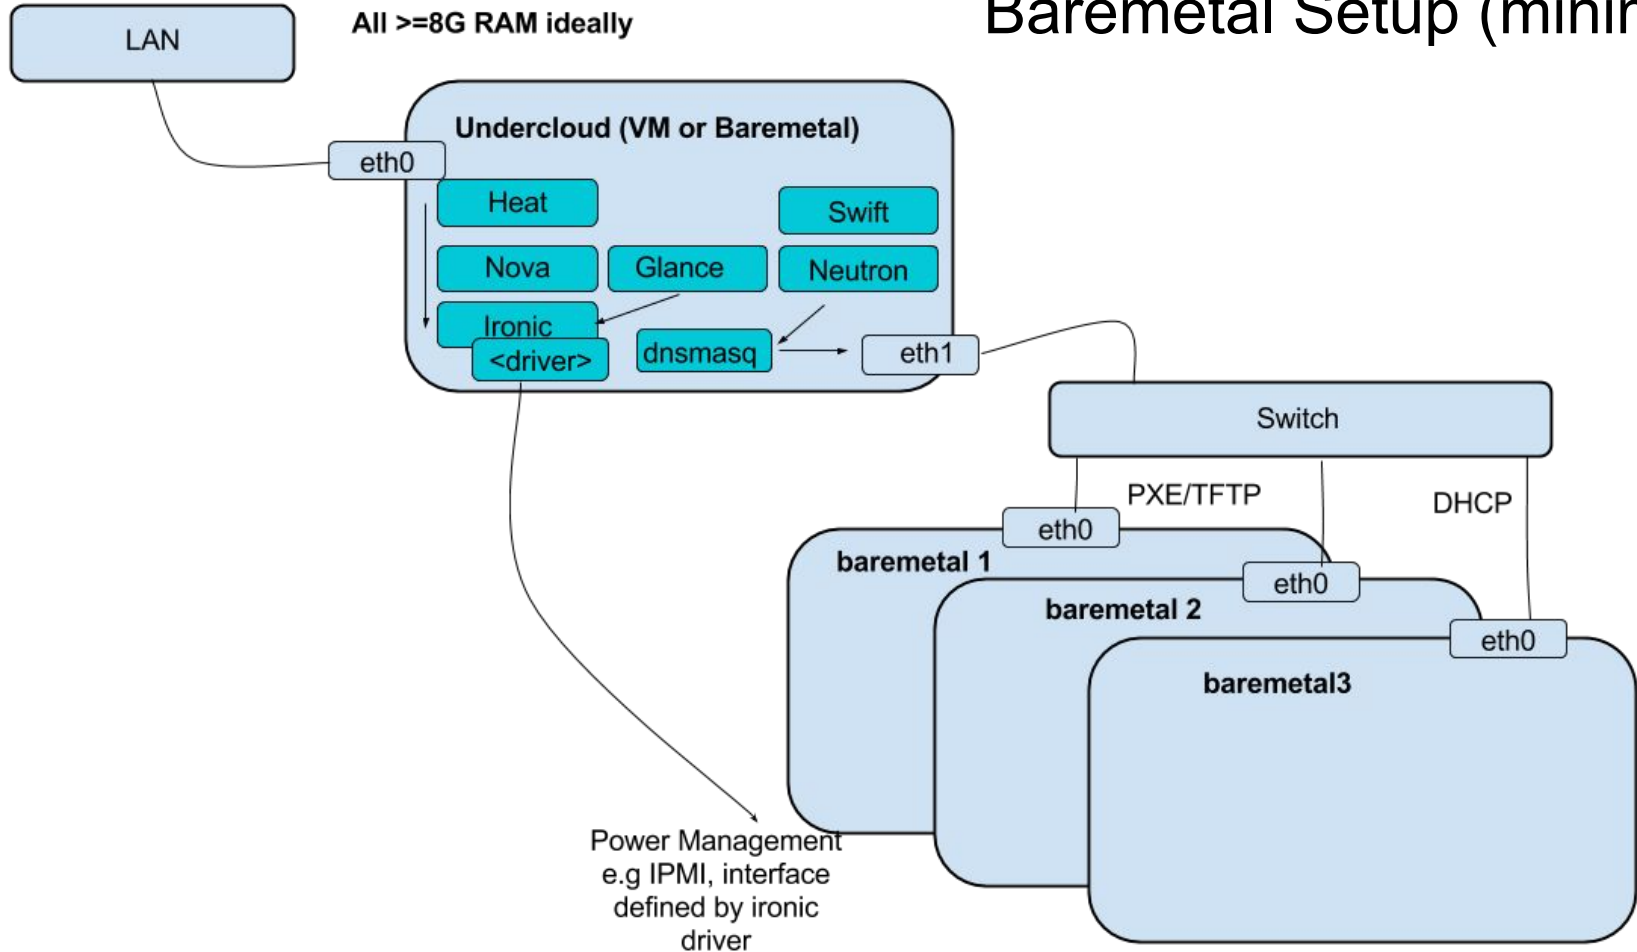 Baremetal Setup
LAN
All >=8G RAM ideally
Undercloud (VM or Baremetal)
eth0
Heat
Swift
Nova
Glance
Neutron
Ironic
<driver>
dnsmasq
eth1
Switch
PXE/TFTP
DHCP
eth0
baremetal 1
eth0
baremetal 2
eth0
baremetal3
Power Management
e.g IPMI, interface
defined by ironic
driver